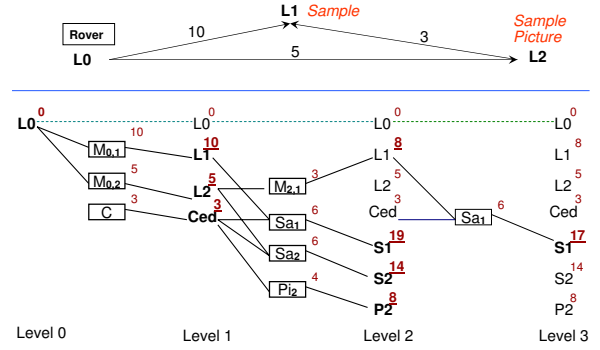 L1 Sample
Rover
10
3
Sample
Picture
L0
5
L2
L0 0
L0 0
L0 0
L0 0
M0,1 10
L1 10
L1 8
L1 8
M0,2 5
L2 5
M2,1 3
L2 5
L2 5
C 3
Ced 3
Sa1 6
Ced 3
Sa1 6
Ced 3
S1 19
S1 17
Sa2 6
S2 14
S2 14
Pi2 4
P2 8
P2 8
Level 0
Level 1
Level 2
Level 3